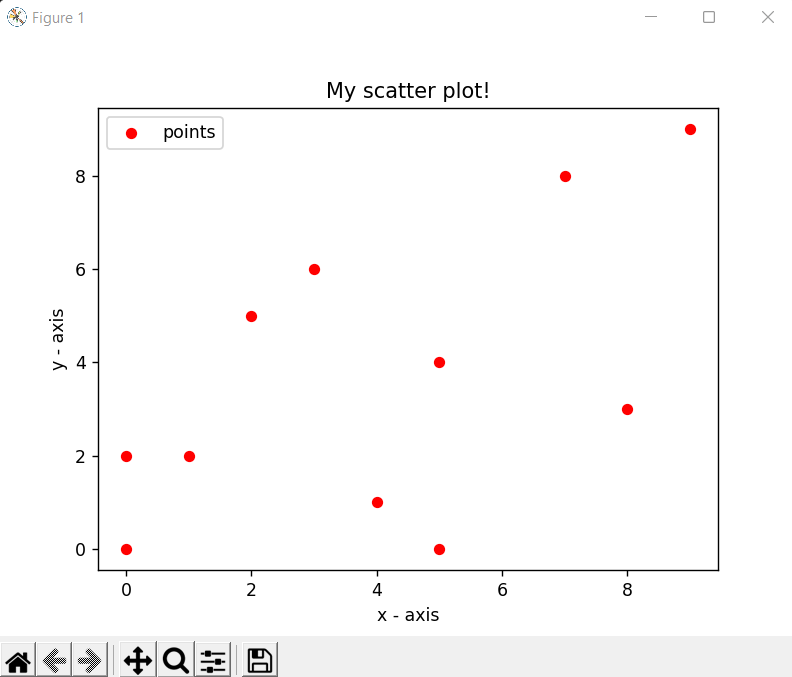 Figure 1
My scatter plot!
points
8
6
4
2
0
y - axis
0 2 4 6 8
x - axis